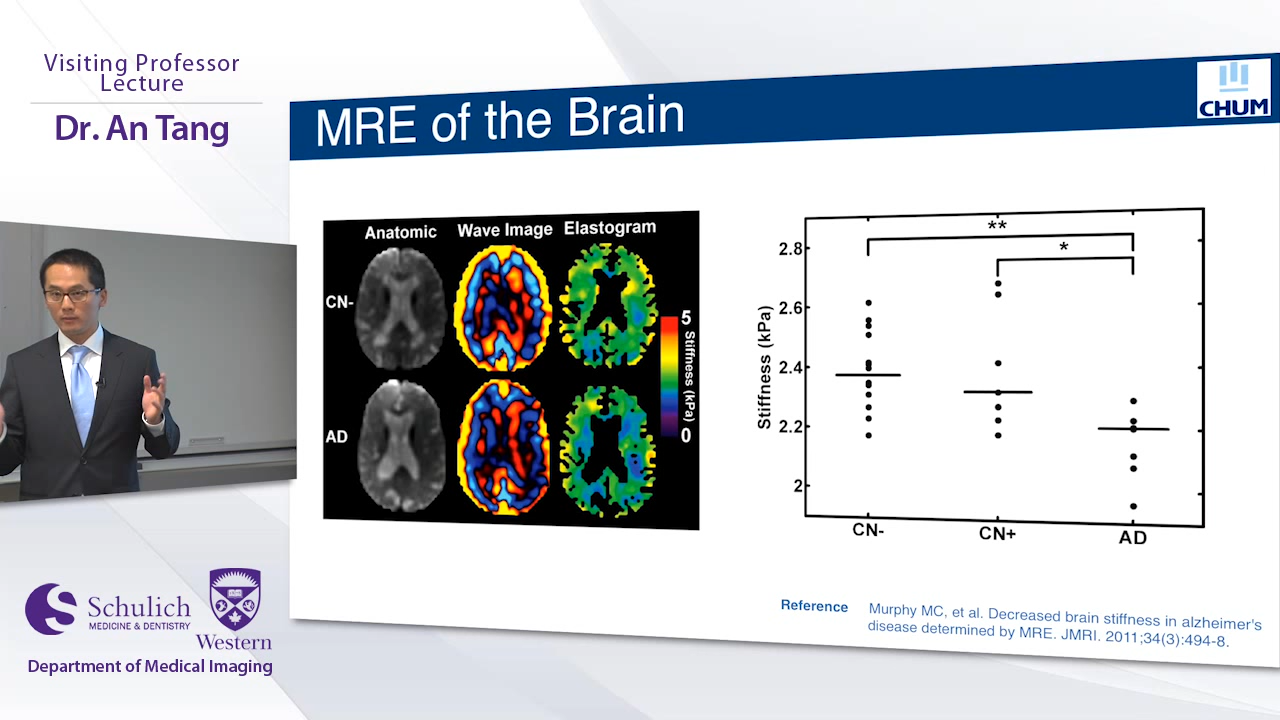 Visiting Professor
Lecture
Dr. An Tang
MRE of the Brain
CHUM
Anatomic
Wave Image
Elastogram
CN-
AD
5
Stiffness (kPa)
0
2.8
2.6
2.4
2.2
2
Stiffness (kPa)
**
*
CN-
CN+
AD
Reference
Murphy MC, et al. Decreased brain stiffness in alzheimer's
disease determined by MRE. JMRI. 2011;34(3):494-8.
Schulich
MEDICINE & DENTISTRY
Western
Department of Medical Imaging